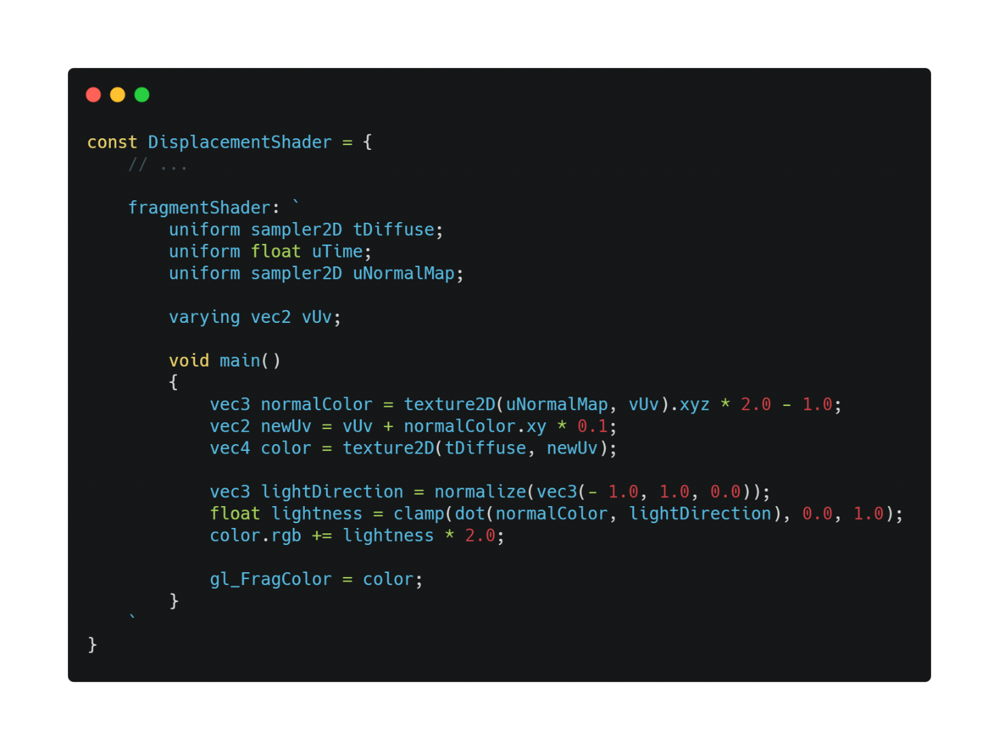 const DisplacementShader = {
    // ...

    fragmentShader: `
        uniform sampler2D tDiffuse;
        uniform float uTime;
        uniform sampler2D uNormalMap;

        varying vec2 vUv;

        void main()
        {
            vec3 normalColor = texture2D(uNormalMap, vUv).xyz * 2.0 - 1.0;
            vec2 newUv = vUv + normalColor.xy * 0.1;
            vec4 color = texture2D(tDiffuse, newUv);

            vec3 lightDirection = normalize(vec3(- 1.0, 1.0, 0.0));
            float lightness = clamp(dot(normalColor, lightDirection), 0.0, 1.0);
            color.rgb += lightness * 2.0;

            gl_FragColor = color;
        }
    `
}